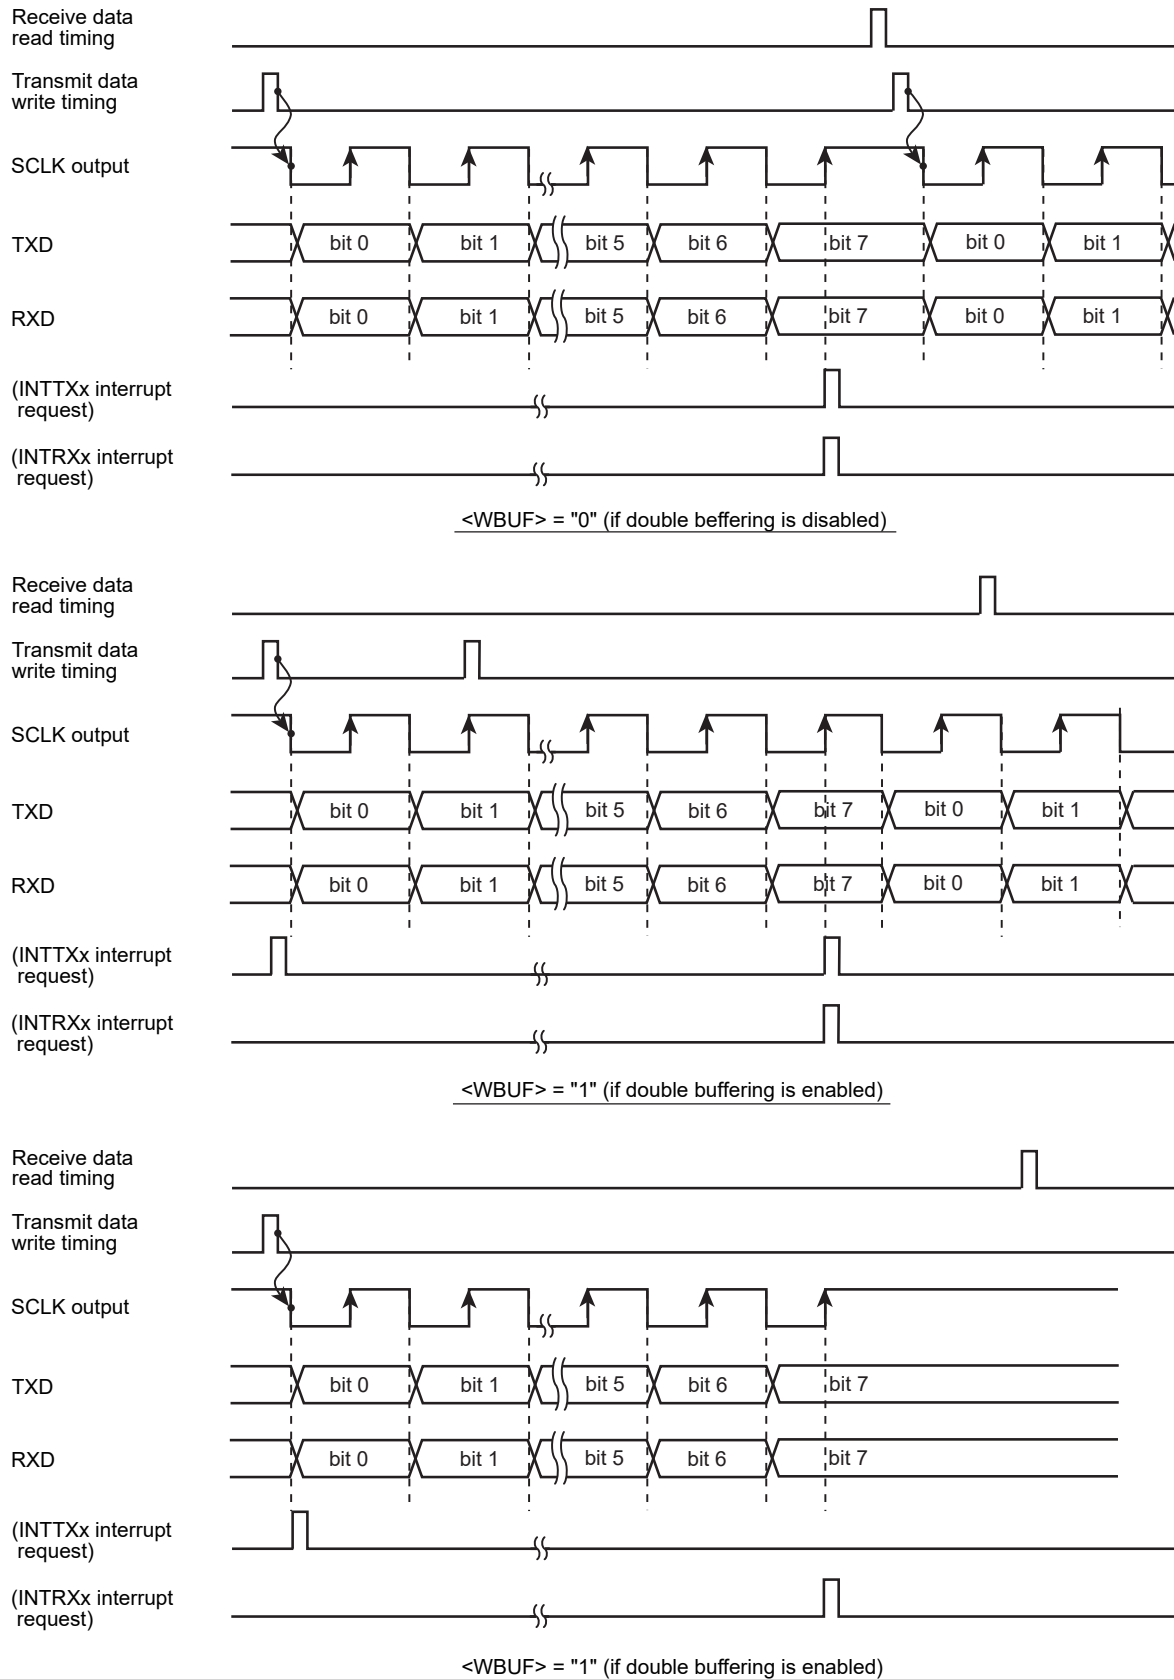 Receive data
read timing
Transmit data
write timing
SCLK output
TXD
bit 0 bit 1 bit 5 bit 6 bit 7 bit 0 bit 1
RXD
bit 0 bit 1 bit 5 bit 6 bit 7 bit 0 bit 1
(INTTXx interrupt
request)
(INTRXx interrupt
request)
<WBUF> = "0" (if double beffering is disabled)
Receive data
read timing
Transmit data
write timing
SCLK output
TXD
bit 0 bit 1 bit 5 bit 6 bit 7 bit 0 bit 1
RXD
bit 0 bit 1 bit 5 bit 6 bit 7 bit 0 bit 1
(INTTXx interrupt
request)
(INTRXx interrupt
request)
<WBUF> = "1" (if double buffering is enabled)
Receive data
read timing
Transmit data
write timing
SCLK output
TXD
bit 0 bit 1 bit 5 bit 6 bit 7
RXD
bit 0 bit 1 bit 5 bit 6 bit 7
(INTTXx interrupt
request)
(INTRXx interrupt
request)
<WBUF> = "1" (if double buffering is enabled)